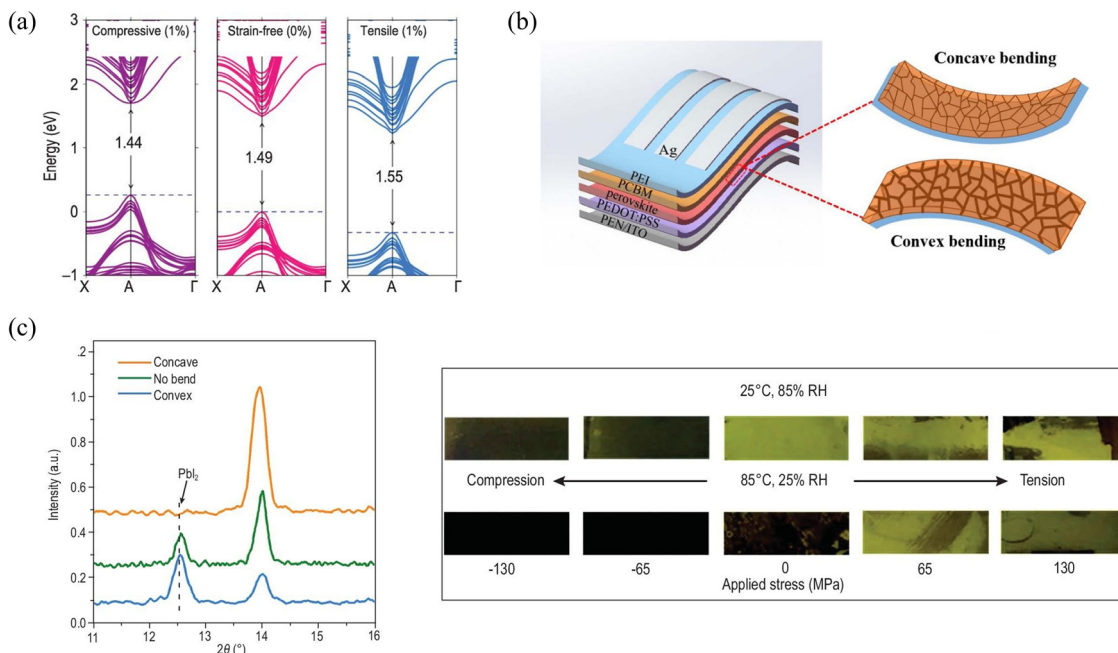 (a)
3
2
1
0
–1
Energy (eV)
Compressive (1%)
Strain-free (0%)
Tensile (1%)
1.44
1.49
1.55
X
A
Γ
X
A
Γ
X
A
Γ
(b)
Ag
PEI
PCBM
perovskite
PEDOT:PSS
PEN/ITO
Concave bending
Convex bending
(c)
.2
1.0
0.8
0.6
0.4
0.2
0.0
Intensity (a.u.)
Concave
No bend
Convex
PbI₂
11
12
13
14
15
16
2θ (°)
25°C, 85% RH
Compression
85°C, 25% RH
Tension
-130
-65
0
65
130
Applied stress (MPa)